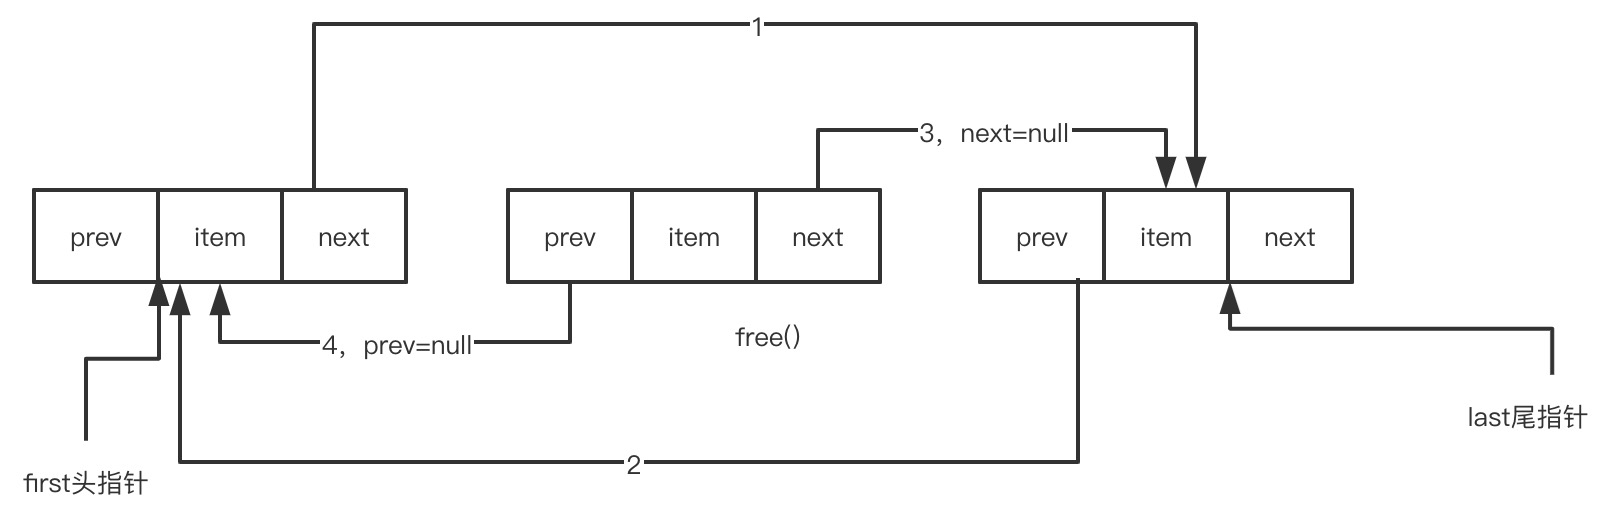 1
3，next=null
prev item next prev item next prev item next
free()
4，prev=null
last尾指针
2
first头指针